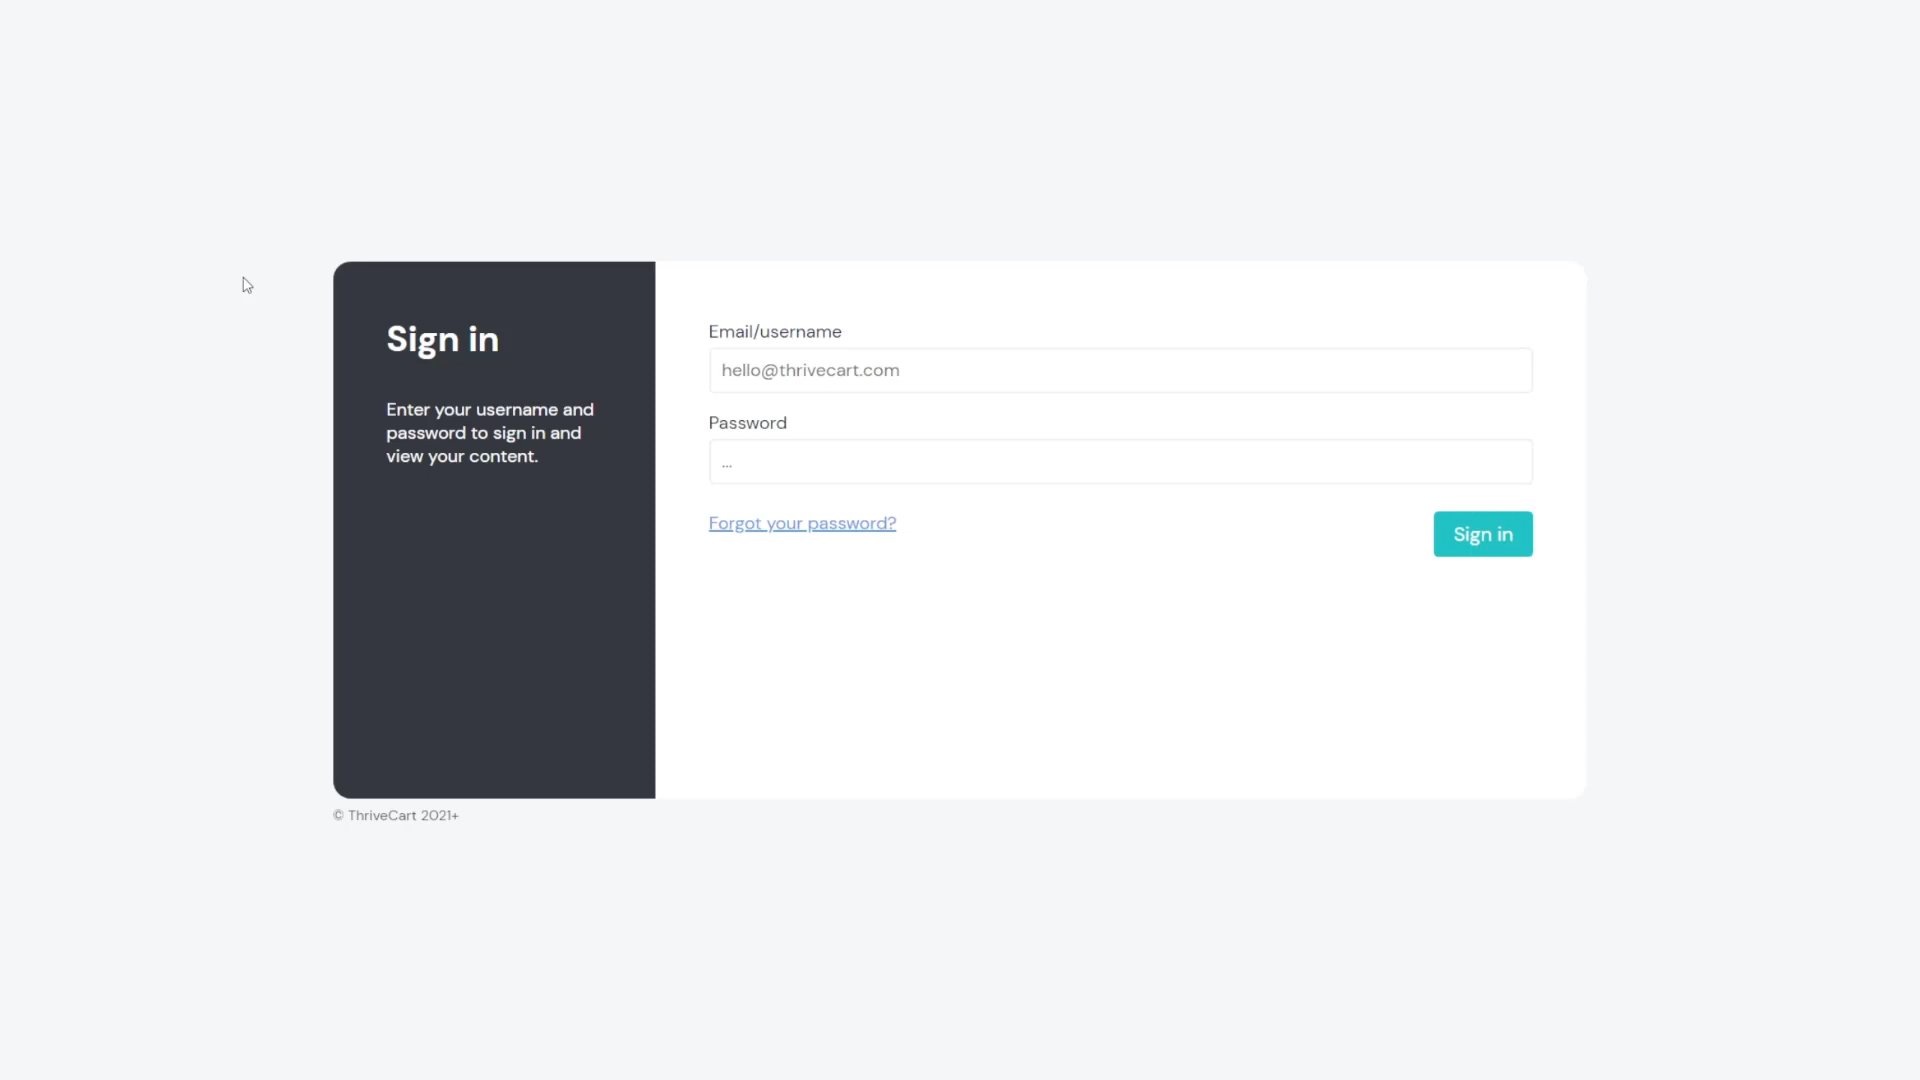 Sign in
Enter your username and
password to sign in and
view your content.
Email/username
hello@thrivecart.com
Password
...
Forgot your password?
Sign in
© ThriveCart 2021+